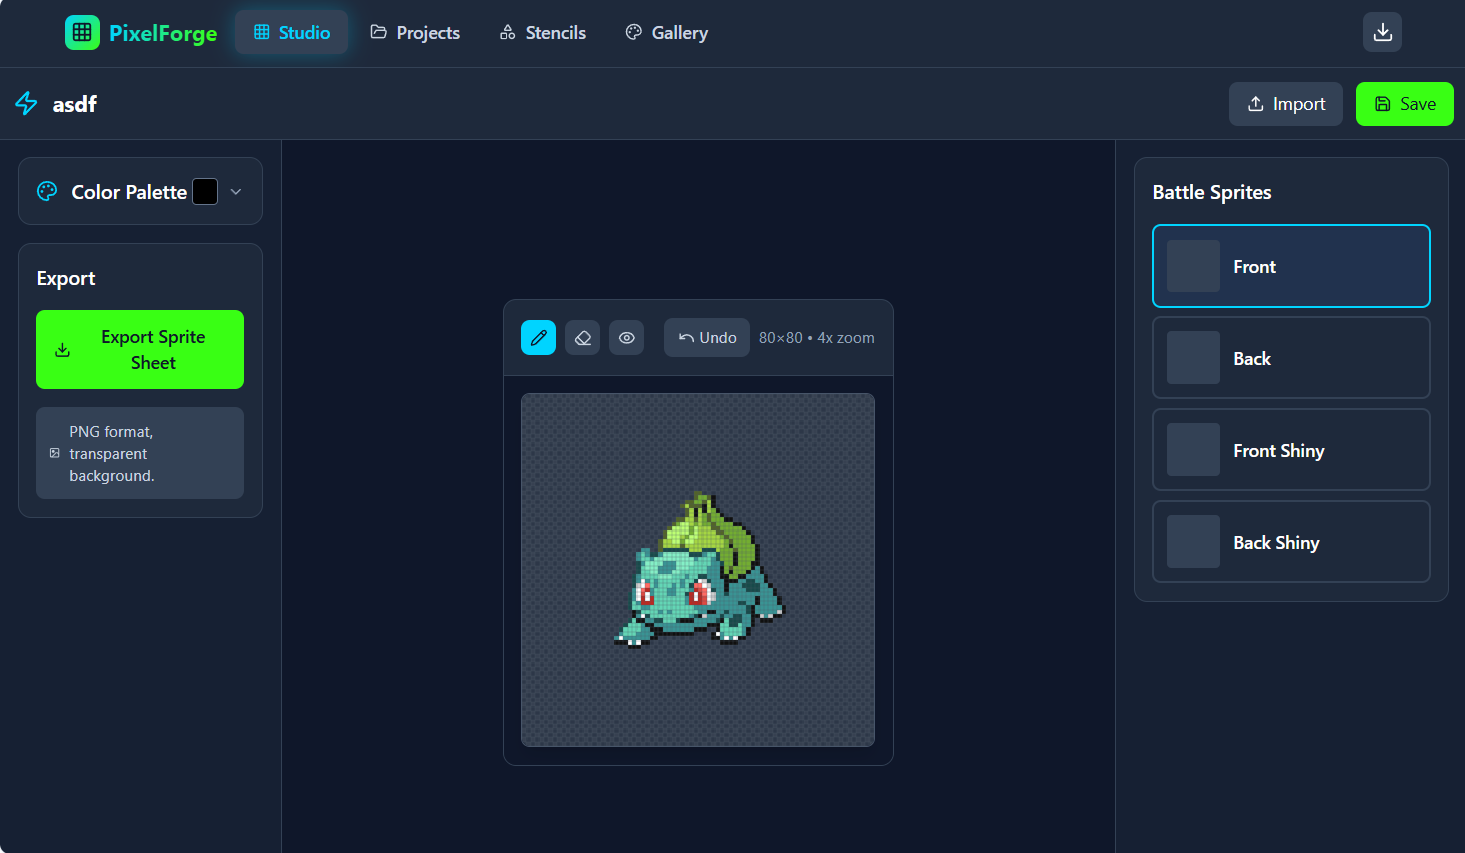 PixelForge
Studio
Projects
Stencils
Gallery
asdf
Import
Save
Color Palette
Export
Export Sprite
Sheet
PNG format,
transparent
background.
Undo
80×80 • 4x zoom
Battle Sprites
Front
Back
Front Shiny
Back Shiny